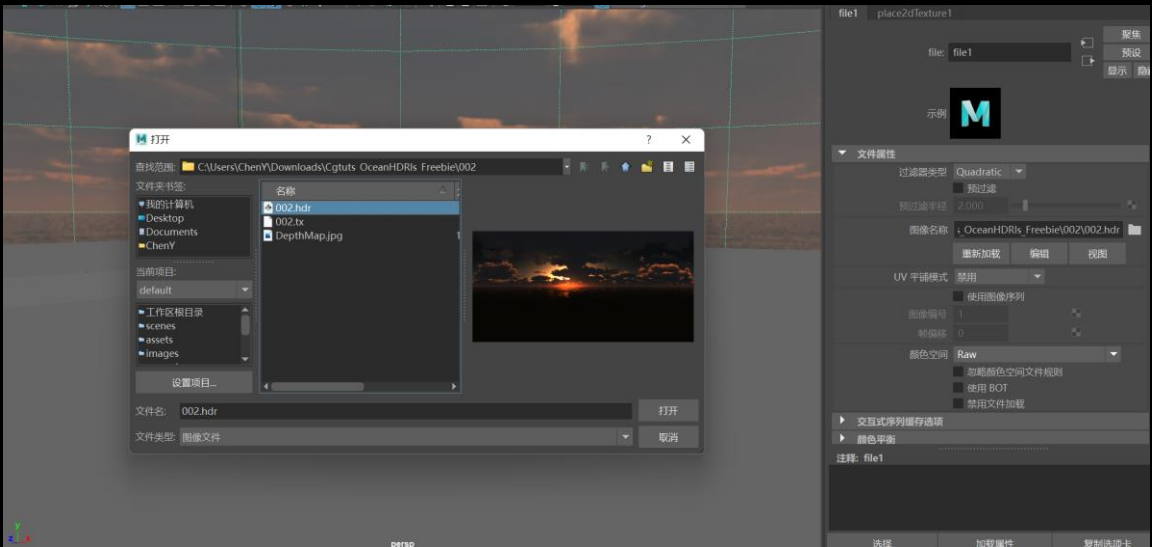 file1 place2dTexture1
聚焦
file: file1
预设
显示
示例
文件属性
过滤器类型 Quadratic
预过滤
预过滤半径 2.000
图像名称 OceanHDRIs_Freebie\002\002.hdr
重新加载 编辑 视图
UV 平铺模式 禁用
使用图像序列
图像编号 1
帧偏移 0
颜色空间 Raw
忽略颜色空间文件规则
使用 BOT
禁用文件加载
交互式序列缓存选项
颜色平衡
注释: file1
选择 加载属性 复制选项卡
打开 ?
查找范围: C:\Users\ChenY\Downloads\Cgtuts_OceanHDRIs_Freebie\002
文件夹书签:
我的计算机
Desktop
Documents
ChenY
当前项目:
default
工作区根目录
scenes
assets
images
设置项目...
名称
002.hdr
002.tx
DepthMap.jpg 1
文件名: 002.hdr 打开
文件类型: 图像文件 取消
y
z x
persp